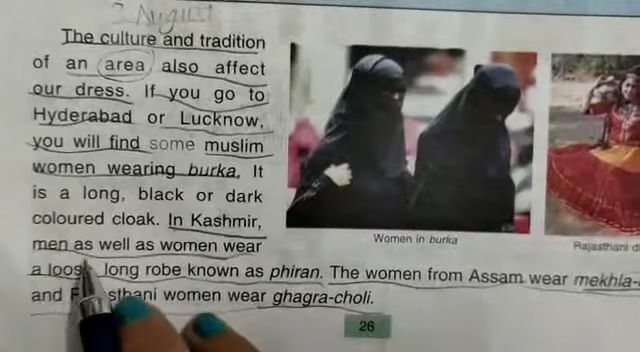 2 August
The culture and tradition
of an area also affect
our dress. If you go to
Hyderabad or Lucknow,
you will find some muslim
women wearing burka. It
is a long, black or dark
coloured cloak. In Kashmir,
men as well as women wear
a long robe known as phiran. The women from Assam wear
and women wear ghagra-choli.
Women in burka
Rajasthani
26